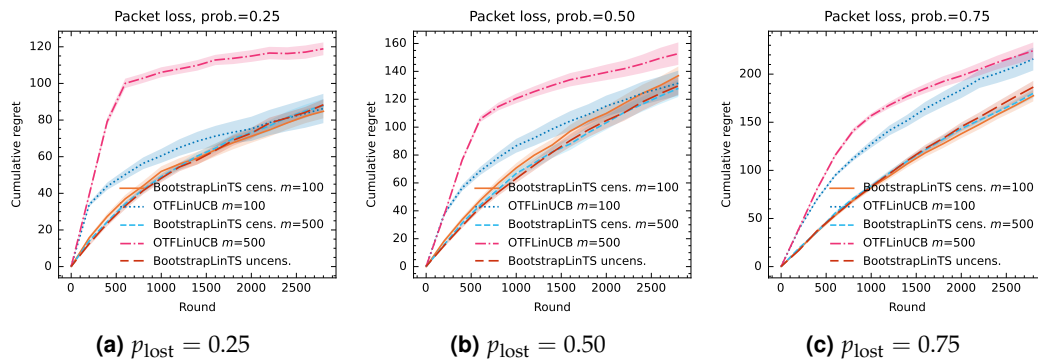 Packet loss, prob.=0.25
Cumulative regret
120
100
80
60
40
20
0
BootstrapLinTS cens. m=100
OTFLinUCB m=100
BootstrapLinTS cens. m=500
OTFLinUCB m=500
BootstrapLinTS uncens.
0 500 1000 1500 2000 2500
Round
(a) p_lost = 0.25
Packet loss, prob.=0.50
Cumulative regret
160
140
120
100
80
60
40
20
0
BootstrapLinTS cens. m=100
OTFLinUCB m=100
BootstrapLinTS cens. m=500
OTFLinUCB m=500
BootstrapLinTS uncens.
0 500 1000 1500 2000 2500
Round
(b) p_lost = 0.50
Packet loss, prob.=0.75
Cumulative regret
200
150
100
50
0
BootstrapLinTS cens. m=100
OTFLinUCB m=100
BootstrapLinTS cens. m=500
OTFLinUCB m=500
BootstrapLinTS uncens.
0 500 1000 1500 2000 2500
Round
(c) p_lost = 0.75